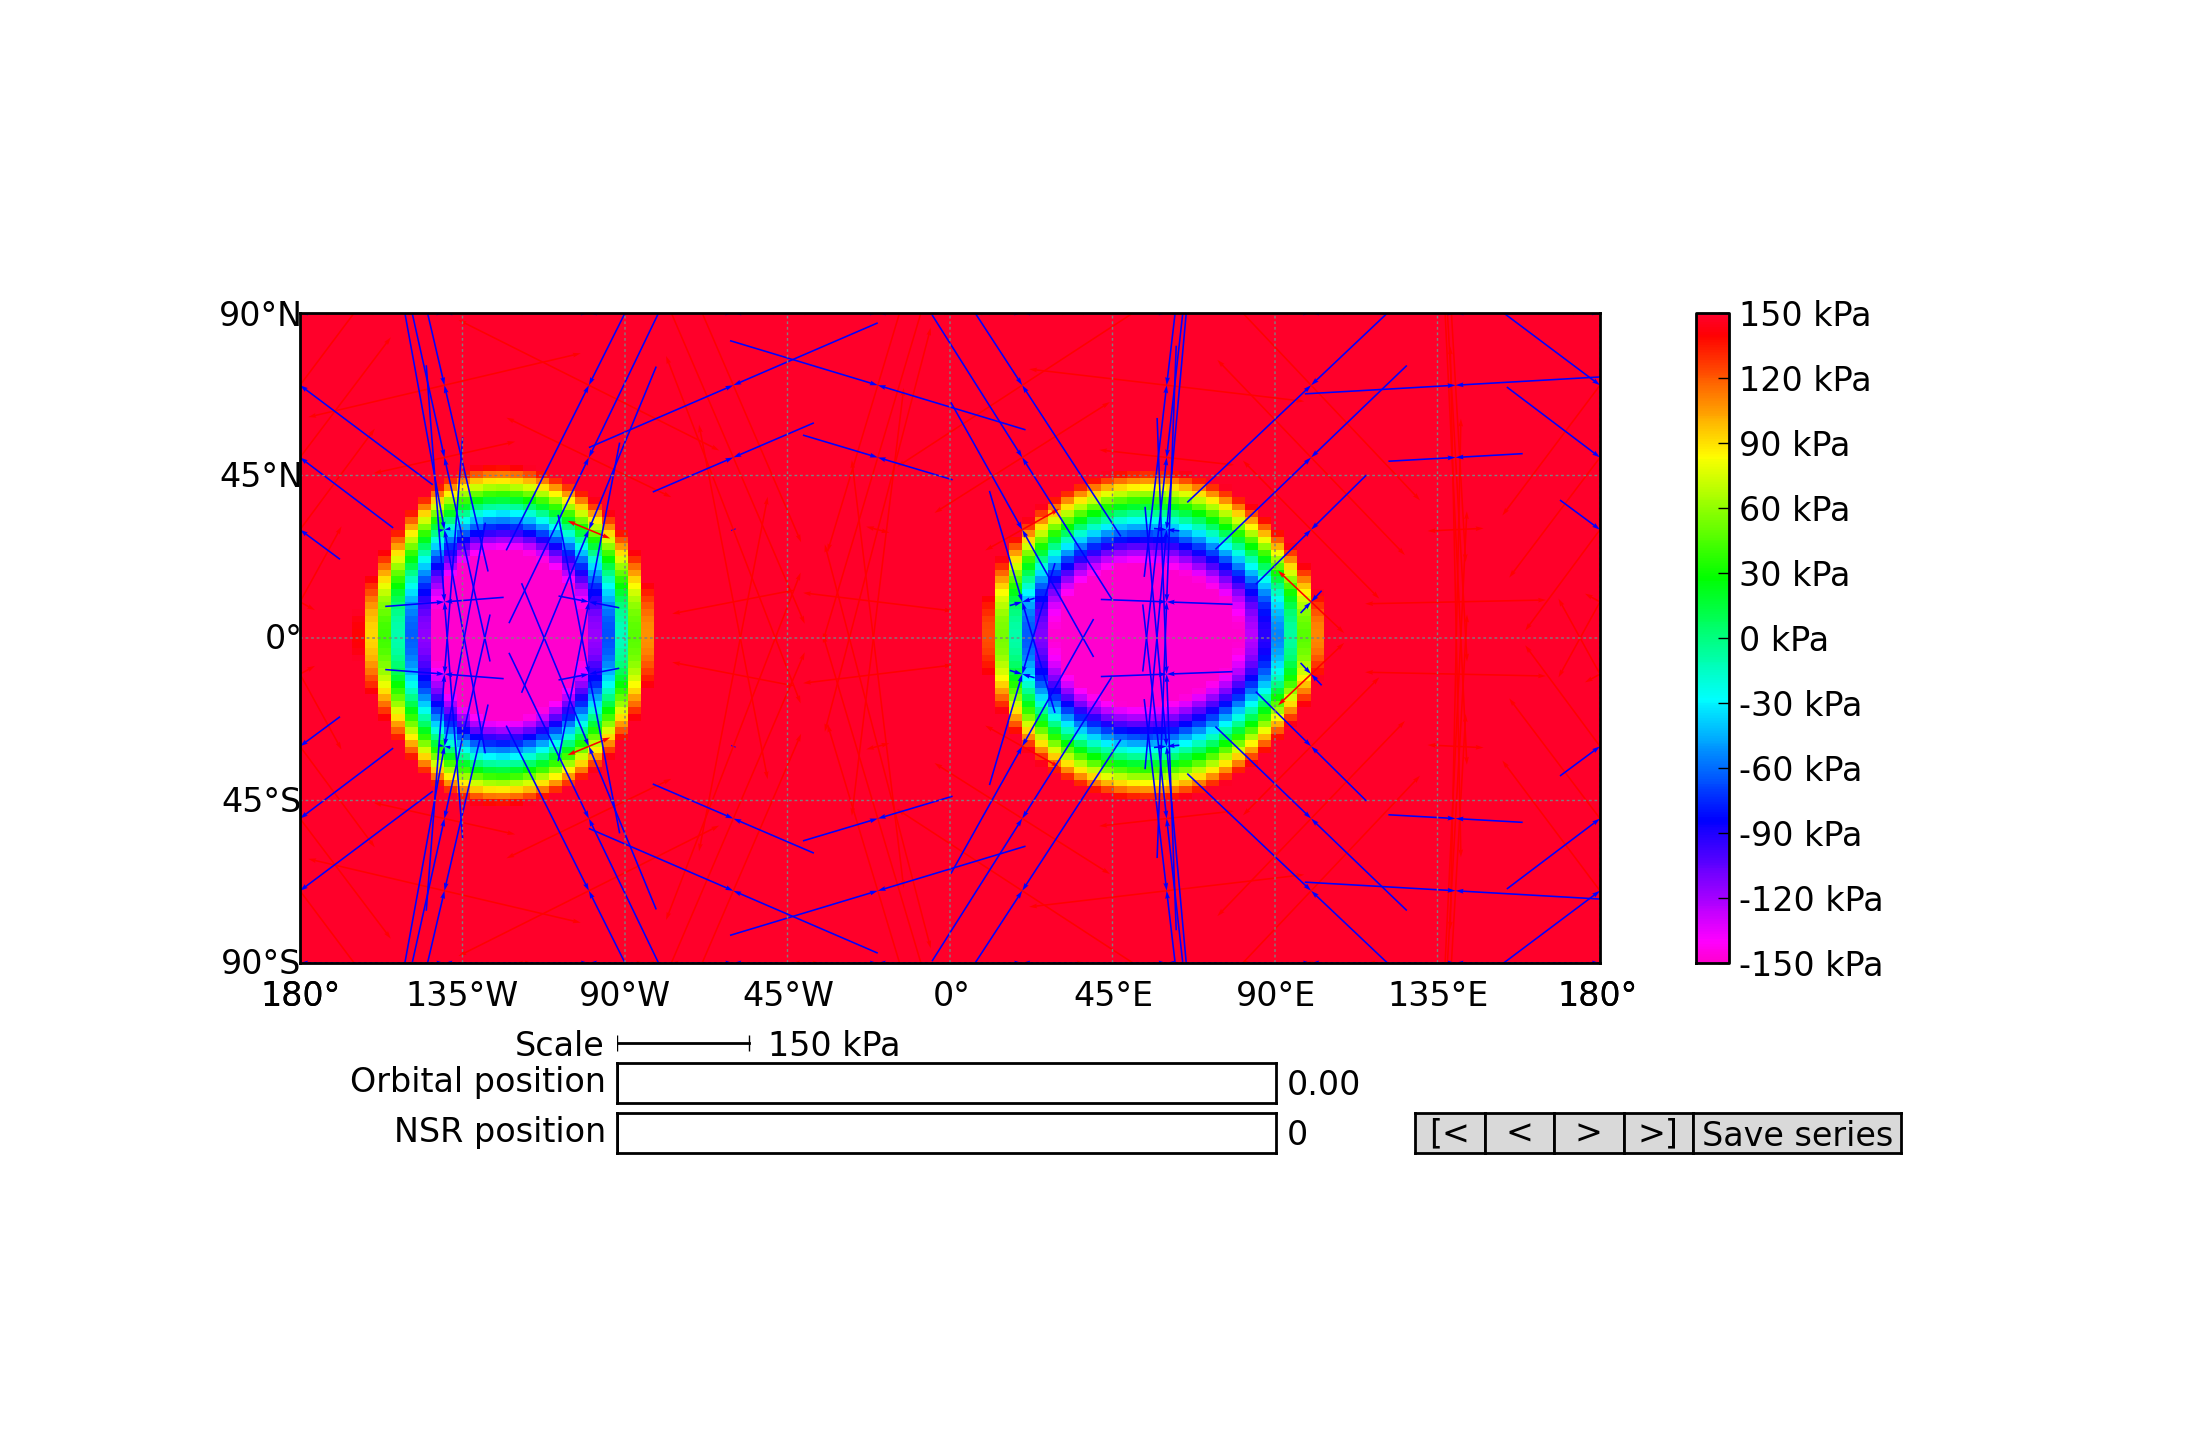 90°N
45°N
0°
45°S
90°S
180° 135°W 90°W 45°W 0° 45°E 90°E 135°E 180°
150 kPa
120 kPa
90 kPa
60 kPa
30 kPa
0 kPa
-30 kPa
-60 kPa
-90 kPa
-120 kPa
-150 kPa
Scale 150 kPa
Orbital position 0.00
NSR position 0
[< < > >] Save series